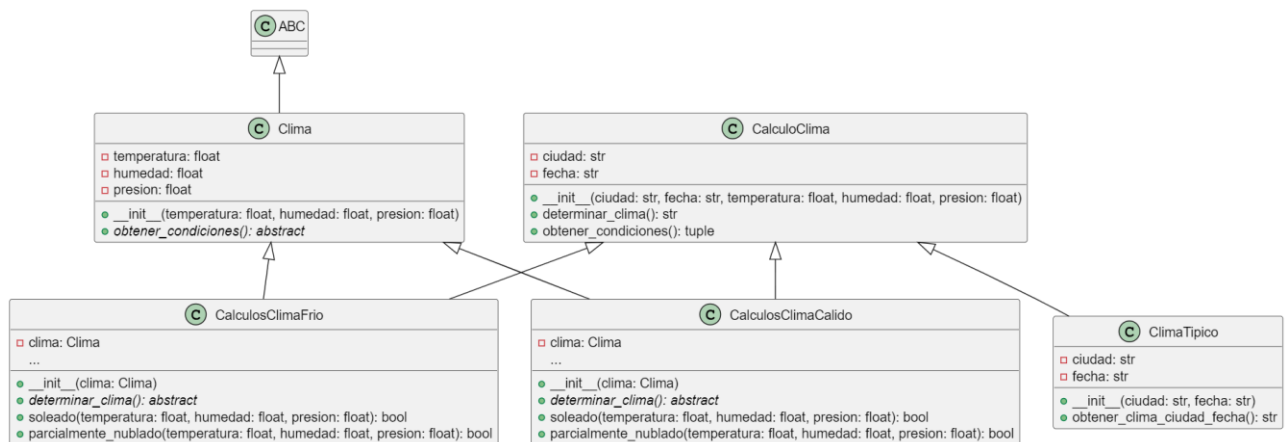 C ABC
C Clima
temperatura: float
humedad: float
presion: float
__init__(temperatura: float, humedad: float, presion: float)
obtener_condiciones(): abstract
C CalculoClima
ciudad: str
fecha: str
__init__(ciudad: str, fecha: str, temperatura: float, humedad: float, presion: float)
determinar_clima(): str
obtener_condiciones(): tuple
C CalculosClimaFrio
clima: Clima
...
__init__(clima: Clima)
determinar_clima(): abstract
soleado(temperatura: float, humedad: float, presion: float): bool
parcialmente_nublado(temperatura: float, humedad: float, presion: float): bool
C CalculosClimaCalido
clima: Clima
...
__init__(clima: Clima)
determinar_clima(): abstract
soleado(temperatura: float, humedad: float, presion: float): bool
parcialmente_nublado(temperatura: float, humedad: float, presion: float): bool
C ClimaTipico
ciudad: str
fecha: str
__init__(ciudad: str, fecha: str)
obtener_clima_ciudad_fecha(): str